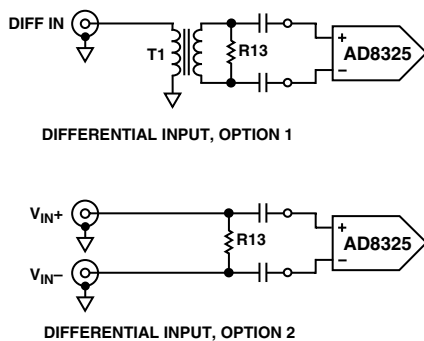 DIFF IN
T1
R13
+
–
AD8325
DIFFERENTIAL INPUT, OPTION 1
VIN+
R13
+
–
AD8325
VIN–
DIFFERENTIAL INPUT, OPTION 2